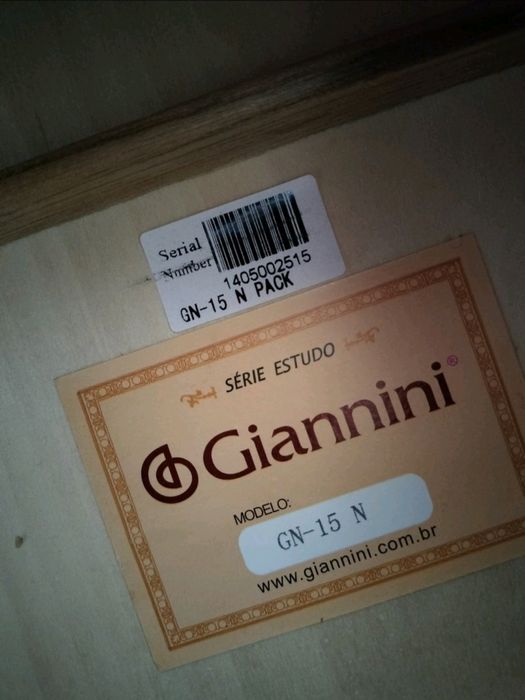 Serial
Number
1405002515
GN-15 N PACK
SÉRIE ESTUDO
Giannini®
MODELO:
GN-15 N
www.giannini.com.br